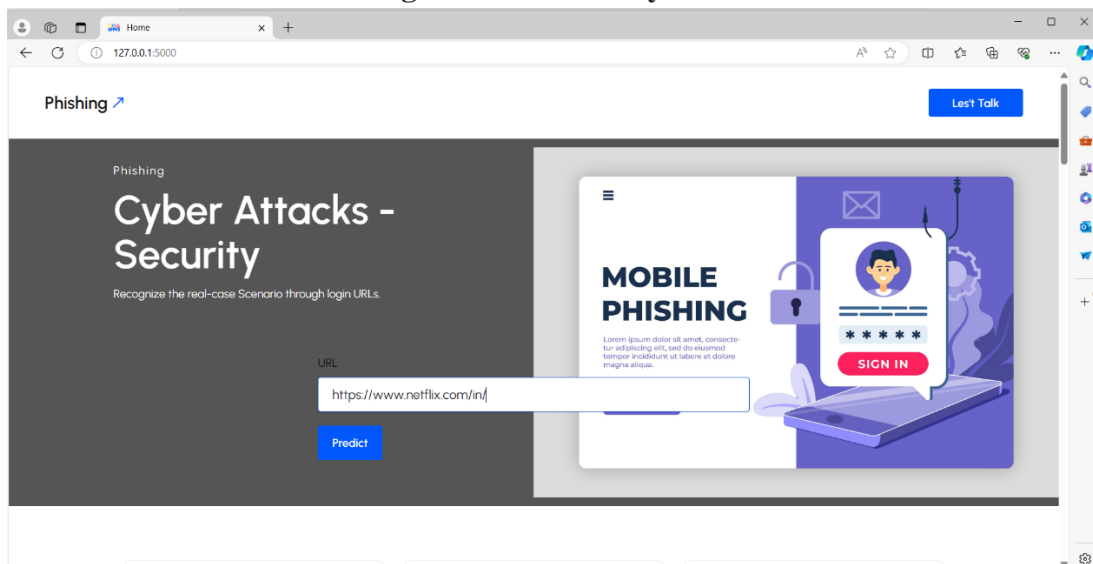 Home
127.0.0.1:5000
Phishing
Les't Talk
Phishing
Cyber Attacks -
Security
Recognize the real-case Scenario through login URLs.
URL
https://www.netflix.com/in/
Predict
MOBILE
PHISHING
Lorem ipsum dolor sit amet, consecte-
tur adipiscing elit, sed do eiusmod
tempor incididunt ut labore et dolore
magna aliqua.
* * * * *
SIGN IN